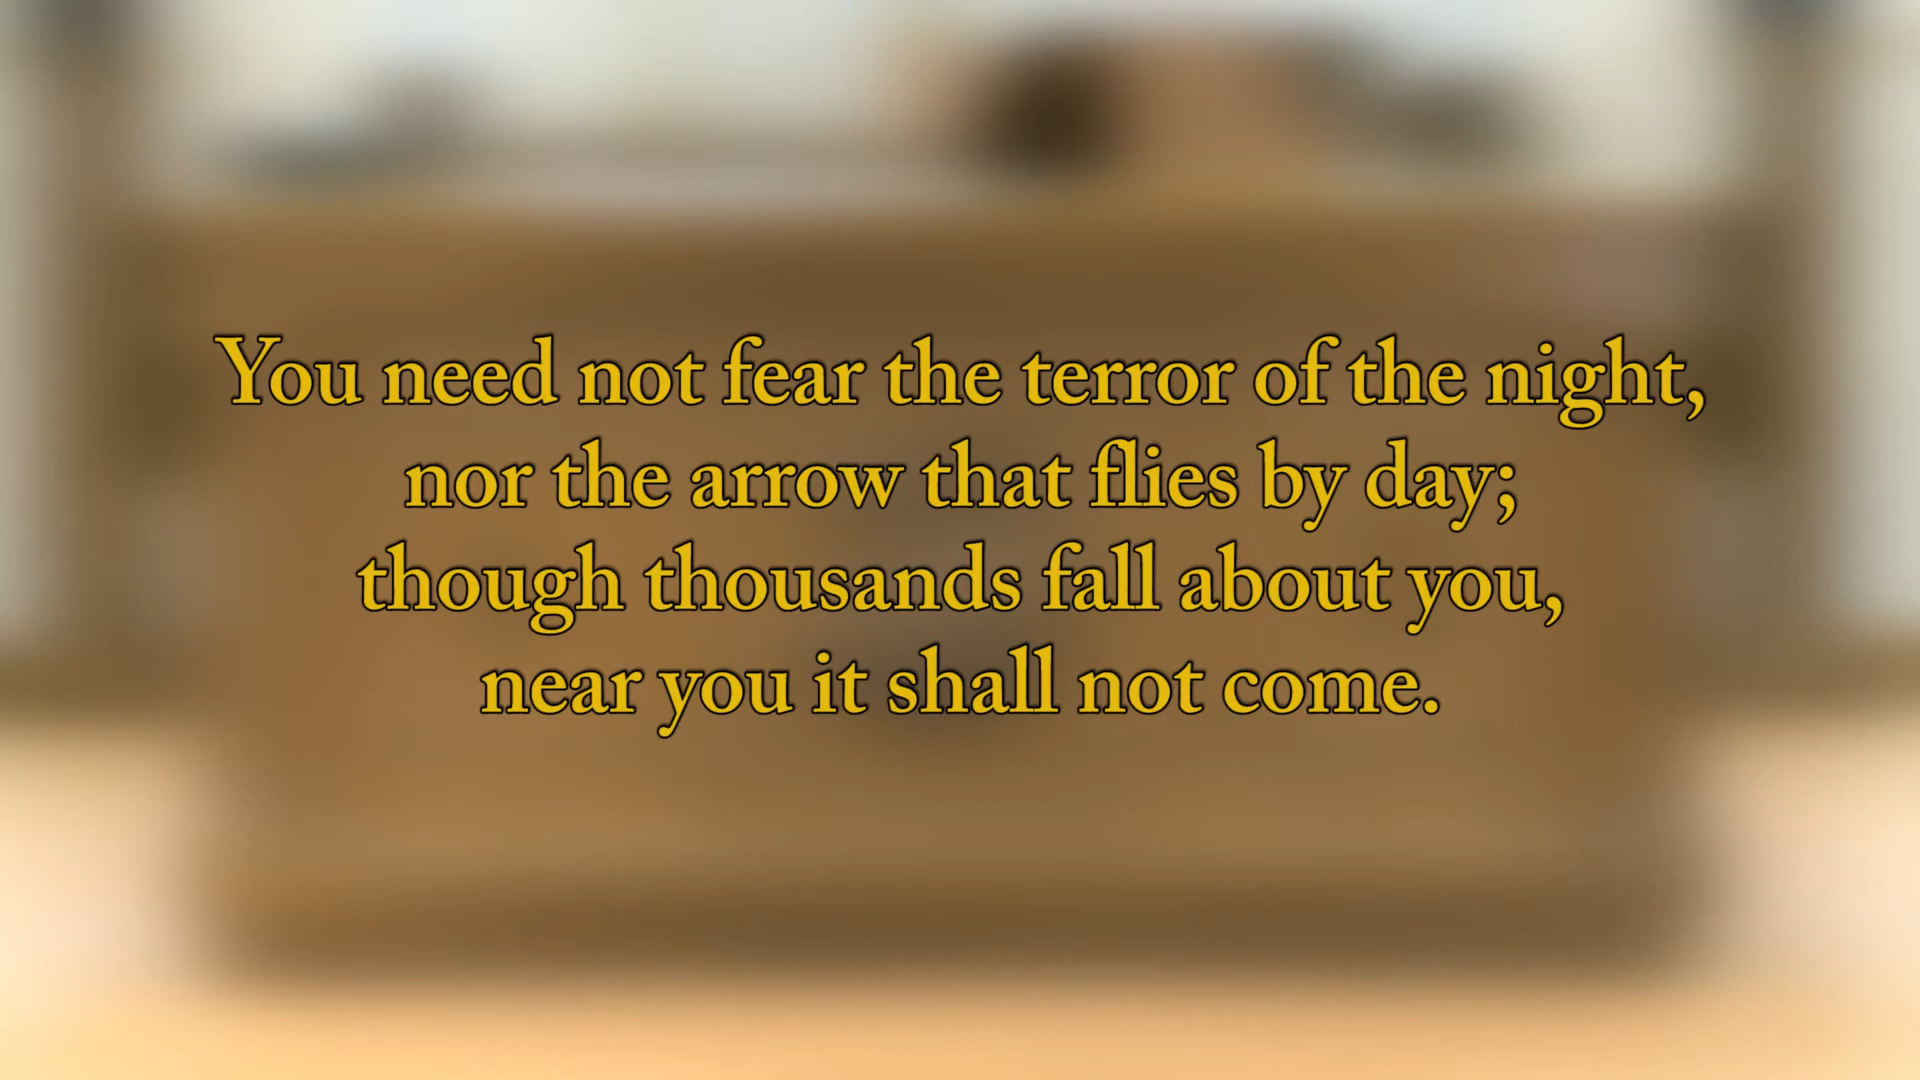 You need not fear the terror of the night,
nor the arrow that flies by day;
though thousands fall about you,
near you it shall not come.